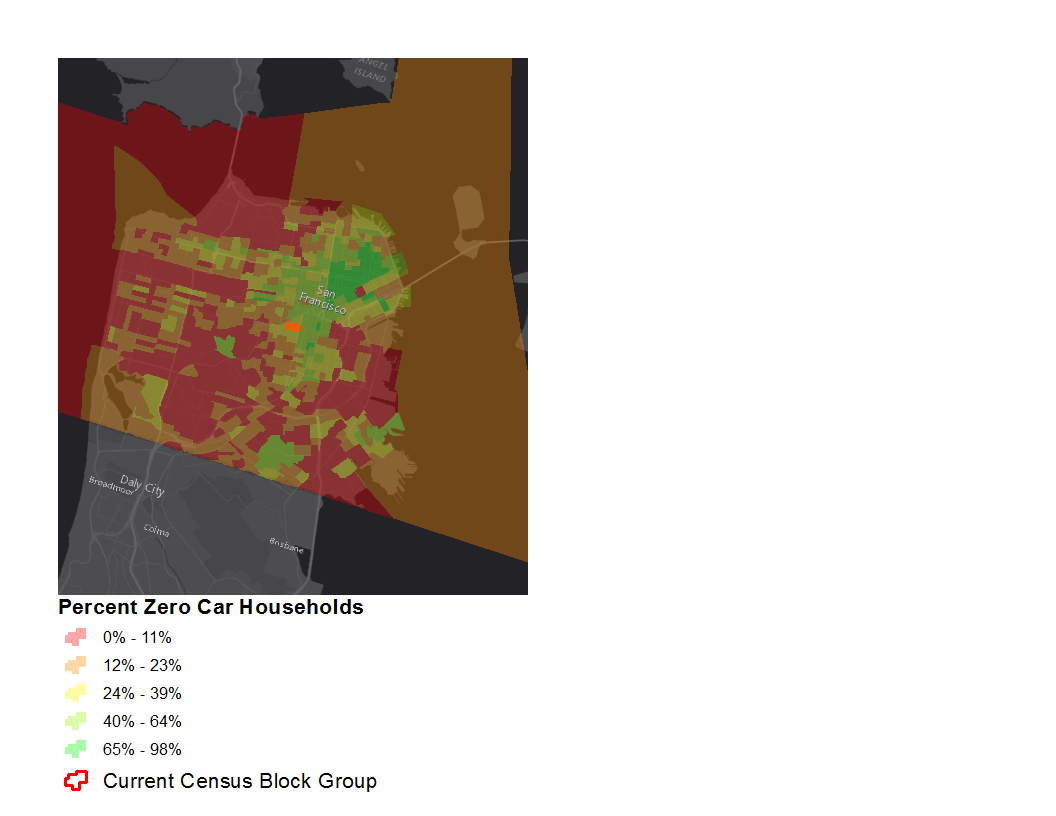 ANGEL
ISLAND
San
Francisco
Daly City
Broadmoor
Colma
Brisbane
Percent Zero Car Households
0% - 11%
12% - 23%
24% - 39%
40% - 64%
65% - 98%
Current Census Block Group